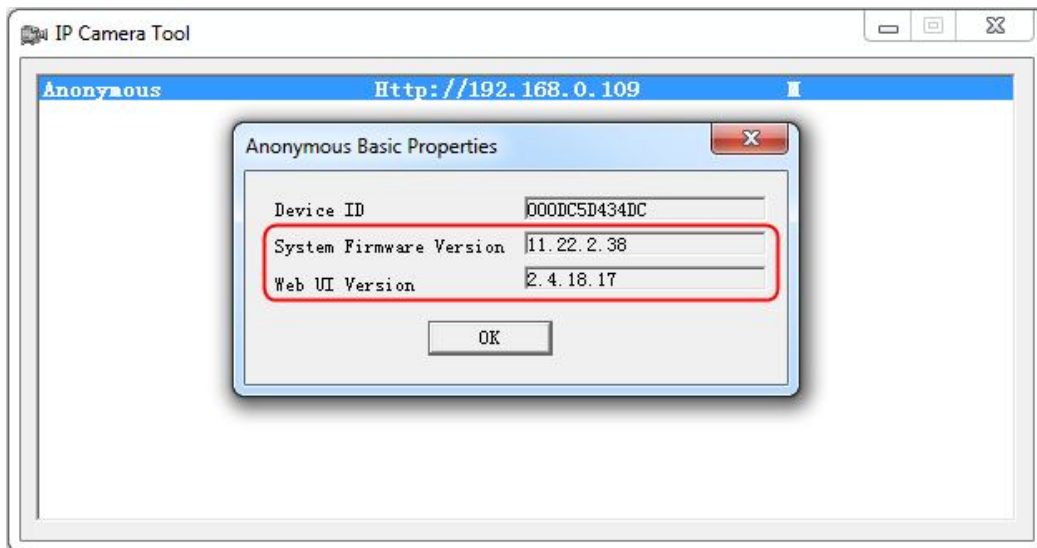 IP Camera Tool
Anonymous Http://192.168.0.109 M
Anonymous Basic Properties
Device ID 000DC5D434DC
System Firmware Version 11.22.2.38
Web UI Version 2.4.18.17
OK